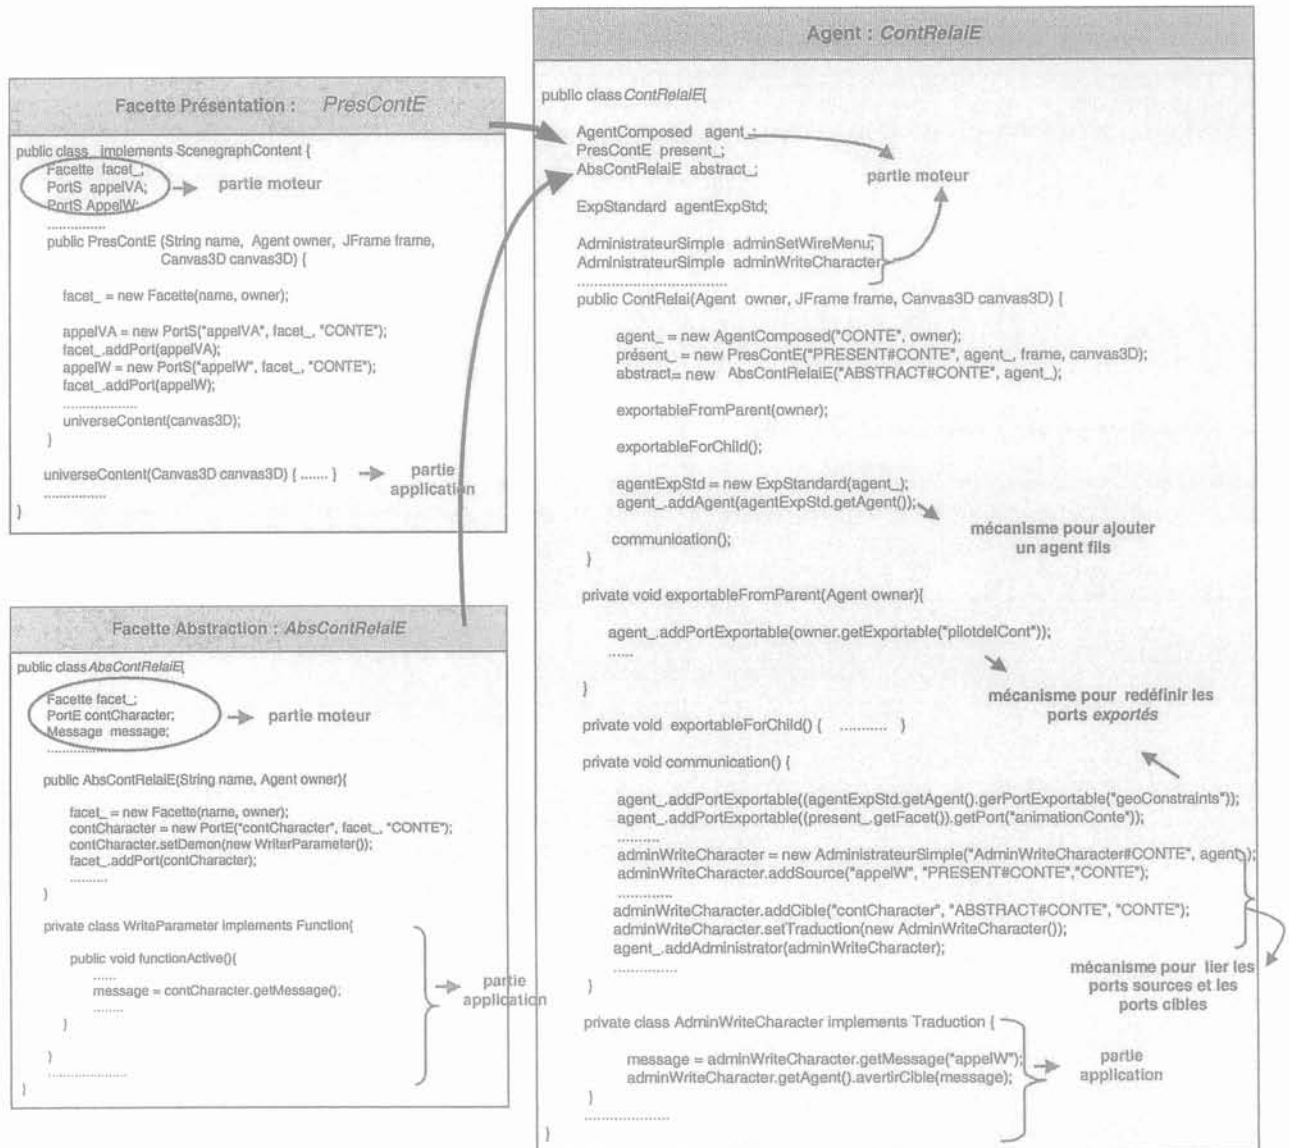 Facette Présentation : PresContE
public class implements ScenegraphContent {
Facette facet_;
PortS appelVA;
PortS AppelW;
partie moteur
...............
public PresContE (String name, Agent owner, JFrame frame,
Canvas3D canvas3D) {
facet_ = new Facette(name, owner);
appelVA = new PortS("appelVA", facet_, "CONTE");
facet_.addPort(appelVA);
appelW = new PortS("appelW", facet_, "CONTE");
facet_.addPort(appelW);
...................
universeContent(canvas3D);
}
universeContent(Canvas3D canvas3D) { ....... }
partie
application
................
}
Facette Abstraction : AbsContRelaiE
public class AbsContRelaiE{
Facette facet_;
PortE contCharacter;
Message message;
partie moteur
..................
public AbsContRelaiE(String name, Agent owner){
facet_ = new Facette(name, owner);
contCharacter = new PortE("contCharacter", facet_, "CONTE");
contCharacter.setDemon(new WriterParameter());
facet_.addPort(contCharacter);
..........
}
private class WriteParameter implements Function{
public void functionActive(){
......
message = contCharacter.getMessage();
........
}
}
.....................
}
partie
application
Agent : ContRelaiE
public class ContRelaiE{
AgentComposed agent_;
PresContE present_;
AbsContRelaiE abstract_;
partie moteur
ExpStandard agentExpStd;
AdministrateurSimple adminSetWireMenu;
AdministrateurSimple adminWriteCharacter
...............................
public ContRelai(Agent owner, JFrame frame, Canvas3D canvas3D) {
agent_ = new AgentComposed("CONTE", owner);
présent_ = new PresContE("PRESENT#CONTE", agent_, frame, canvas3D);
abstract_= new AbsContRelaiE("ABSTRACT#CONTE", agent_);
exportableFromParent(owner);
exportableForChild();
agentExpStd = new ExpStandard(agent_);
agent_.addAgent(agentExpStd.getAgent());
mécanisme pour ajouter
un agent fils
communication();
}
private void exportableFromParent(Agent owner){
agent_.addPortExportable(owner.getExportable("pilotdelCont"));
......
}
mécanisme pour redéfinir les
ports exportés
private void exportableForChild() { ........... }
private void communication() {
agent_.addPortExportable((agentExpStd.getAgent().gerPortExportable("geoConstraints"));
agent_.addPortExportable((present_.getFacet()).getPort("animationConte"));
..........
adminWriteCharacter = new AdministrateurSimple("AdminWriteCharacter#CONTE", agent_);
adminWriteCharacter.addSource("appelW", "PRESENT#CONTE","CONTE");
.............
adminWriteCharacter.addCible("contCharacter", "ABSTRACT#CONTE", "CONTE");
adminWriteCharacter.setTraduction(new AdminWriteCharacter());
agent_.addAdministrator(adminWriteCharacter);
................
}
mécanisme pour lier les
ports sources et les
ports cibles
private class AdminWriteCharacter implements Traduction {
message = adminWriteCharacter.getMessage("appelW");
adminWriteCharacter.getAgent().avertirCible(message);
}
partie
application
.....................
}